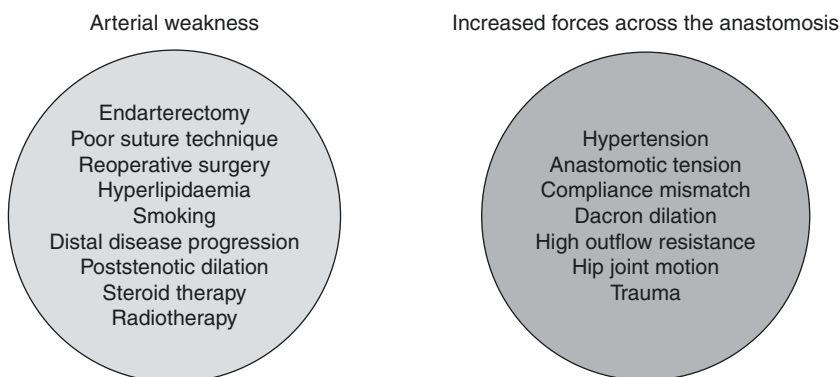 Arterial weakness
Endarterectomy
Poor suture technique
Reoperative surgery
Hyperlipidaemia
Smoking
Distal disease progression
Poststenotic dilation
Steroid therapy
Radiotherapy
Increased forces across the anastomosis
Hypertension
Anastomotic tension
Compliance mismatch
Dacron dilation
High outflow resistance
Hip joint motion
Trauma